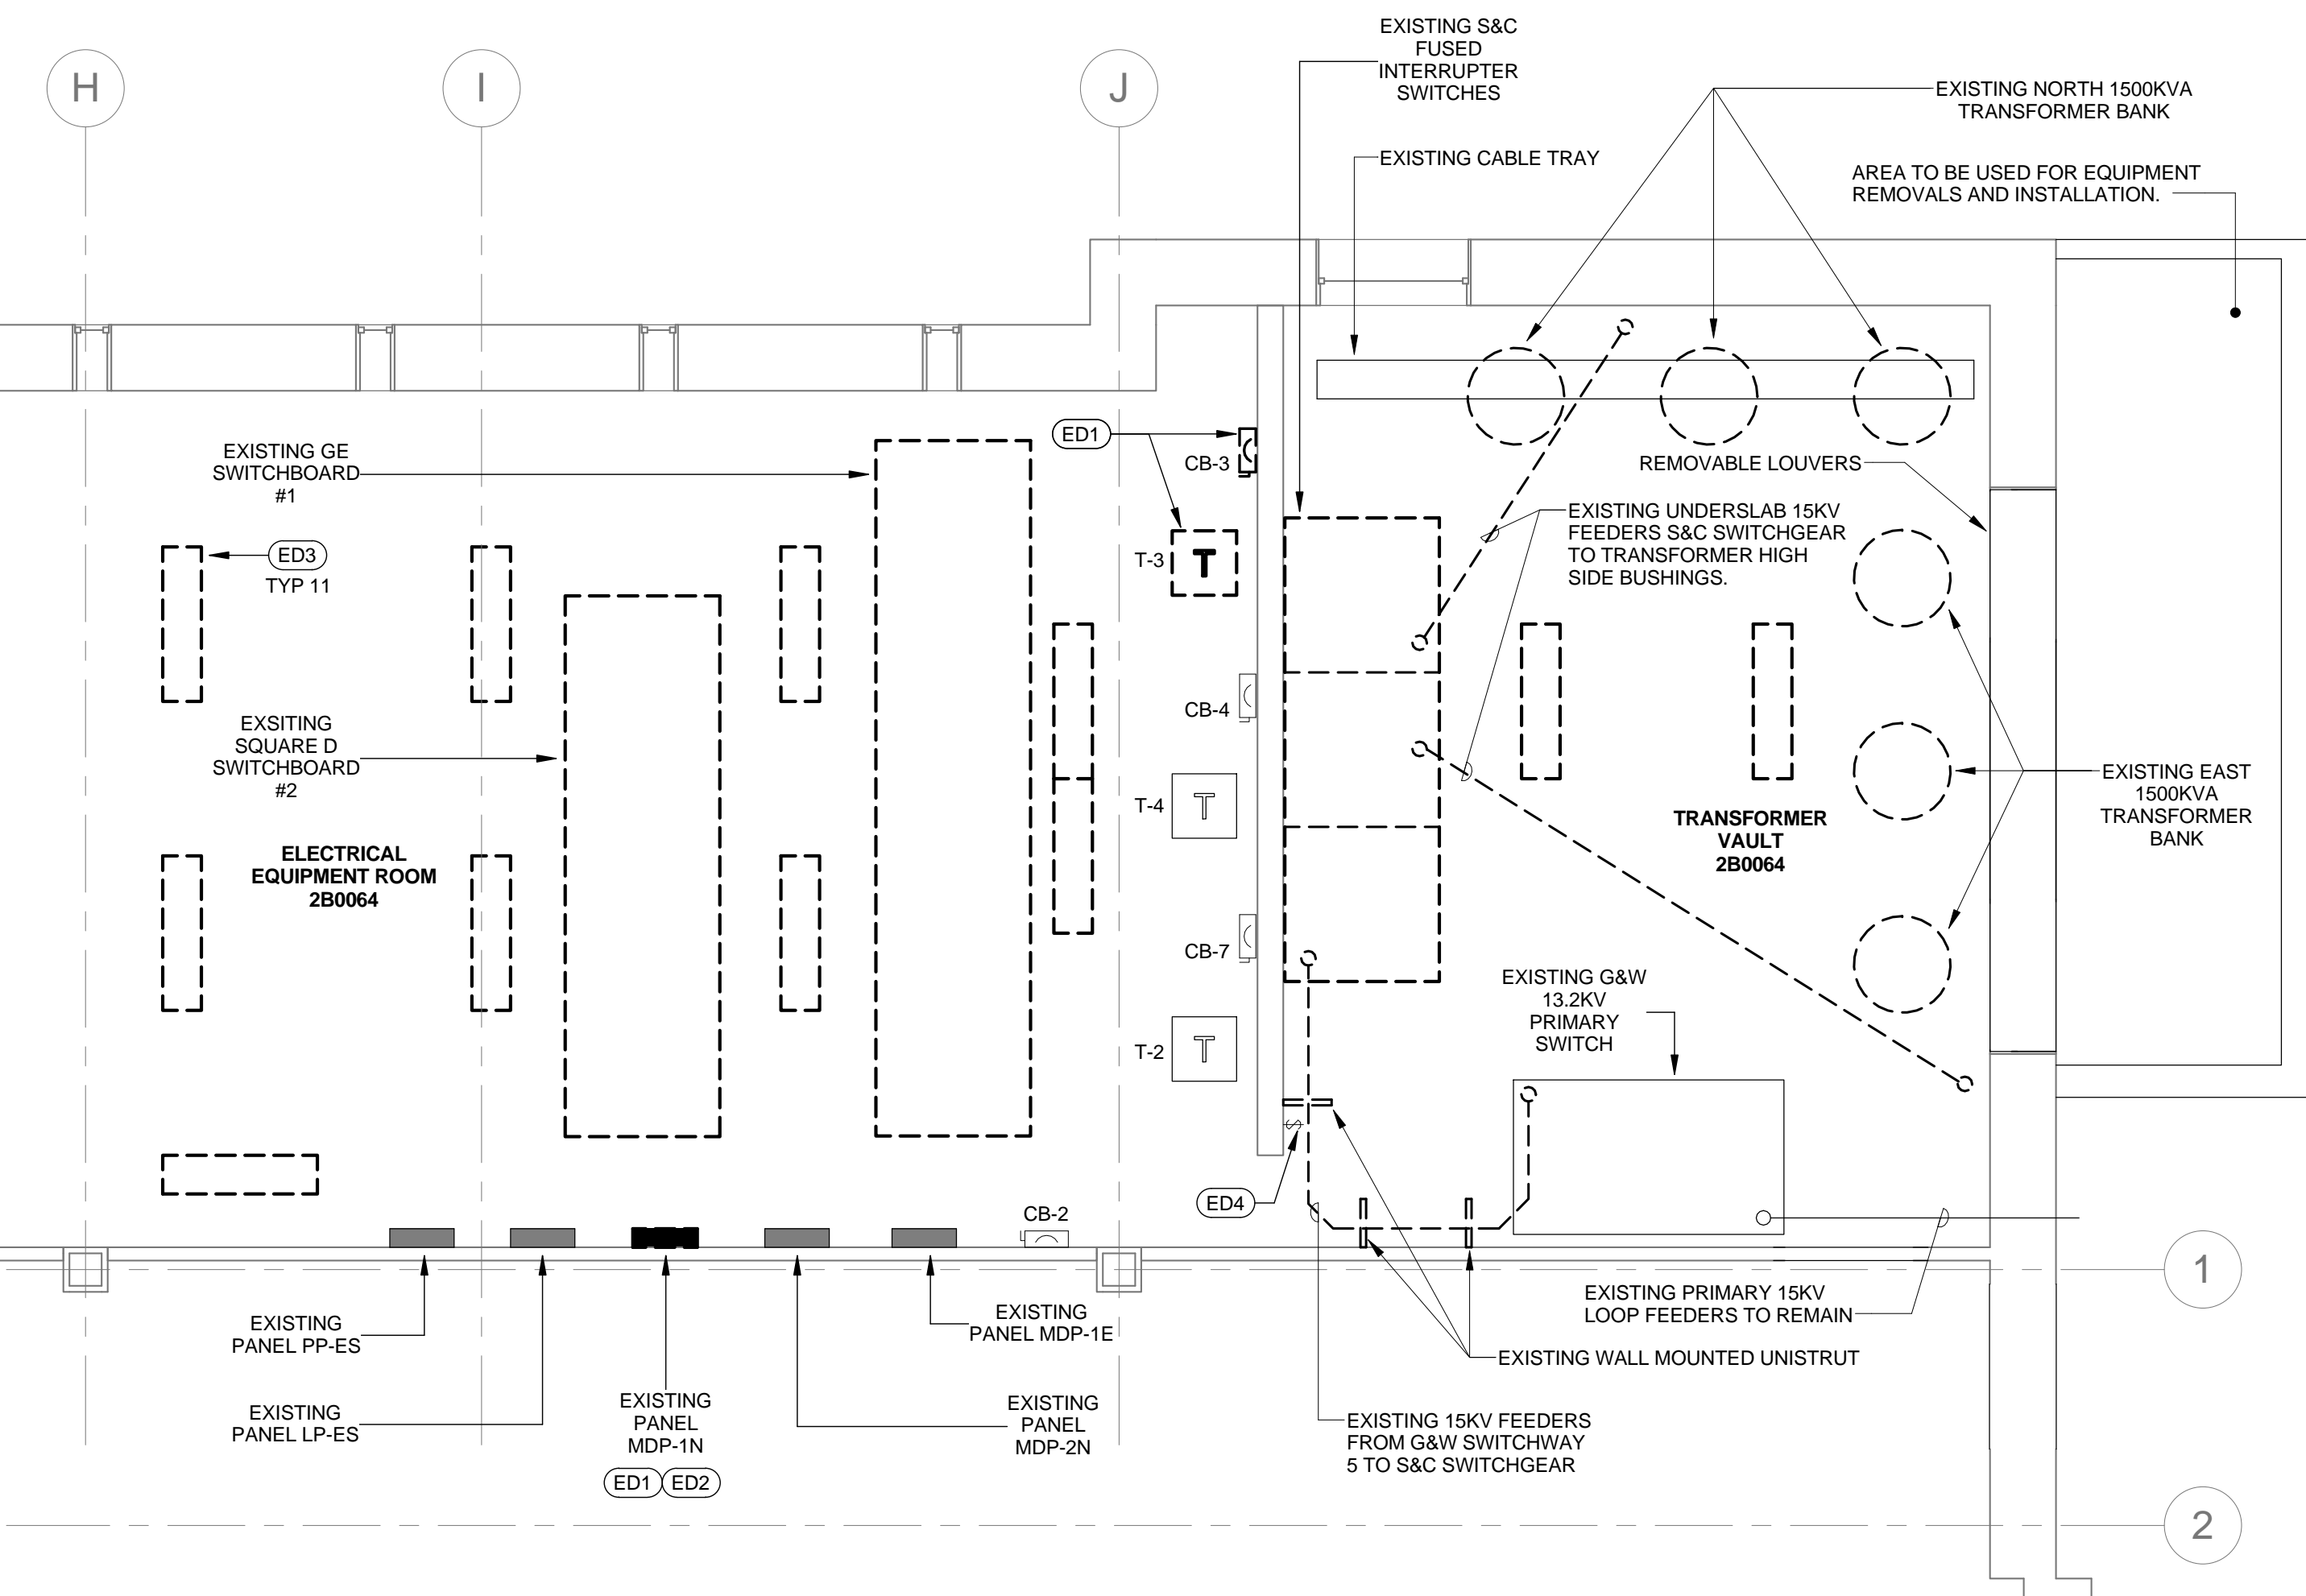 H
I
J
EXISTING S&C
FUSED
INTERRUPTER
SWITCHES
EXISTING NORTH 1500KVA
TRANSFORMER BANK
EXISTING CABLE TRAY
AREA TO BE USED FOR EQUIPMENT
REMOVALS AND INSTALLATION.
EXISTING GE
SWITCHBOARD
#1
ED1
CB-3
REMOVABLE LOUVERS
EXISTING UNDERSLAB 15KV
FEEDERS S&C SWITCHGEAR
TO TRANSFORMER HIGH
SIDE BUSHINGS.
ED3
TYP 11
T-3
T
EXSITING
SQUARE D
SWITCHBOARD
#2
CB-4
T-4
T
EXISTING EAST
1500KVA
TRANSFORMER
BANK
TRANSFORMER
VAULT
2B0064
ELECTRICAL
EQUIPMENT ROOM
2B0064
CB-7
EXISTING G&W
13.2KV
PRIMARY
SWITCH
T-2
T
S
ED4
CB-2
1
EXISTING PRIMARY 15KV
LOOP FEEDERS TO REMAIN
EXISTING
PANEL PP-ES
EXISTING
PANEL MDP-1E
EXISTING WALL MOUNTED UNISTRUT
EXISTING
PANEL LP-ES
EXISTING
PANEL
MDP-1N
ED1 ED2
EXISTING
PANEL
MDP-2N
EXISTING 15KV FEEDERS
FROM G&W SWITCHWAY
5 TO S&C SWITCHGEAR
2